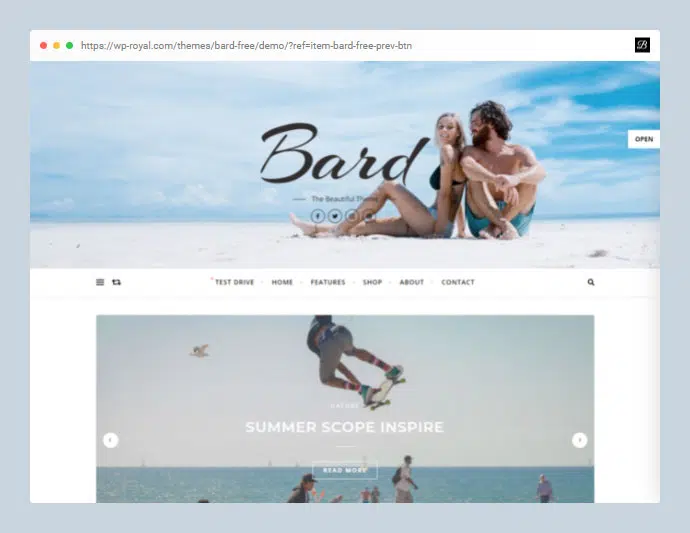 https://wp-royal.com/themes/bard-free/demo/?ref=item-bard-free-prev-btn
B
OPEN
Bard
The Beautiful Theme
TEST DRIVE
HOME
FEATURES
SHOP
ABOUT
CONTACT
NATURE
SUMMER SCOPE INSPIRE
READ MORE